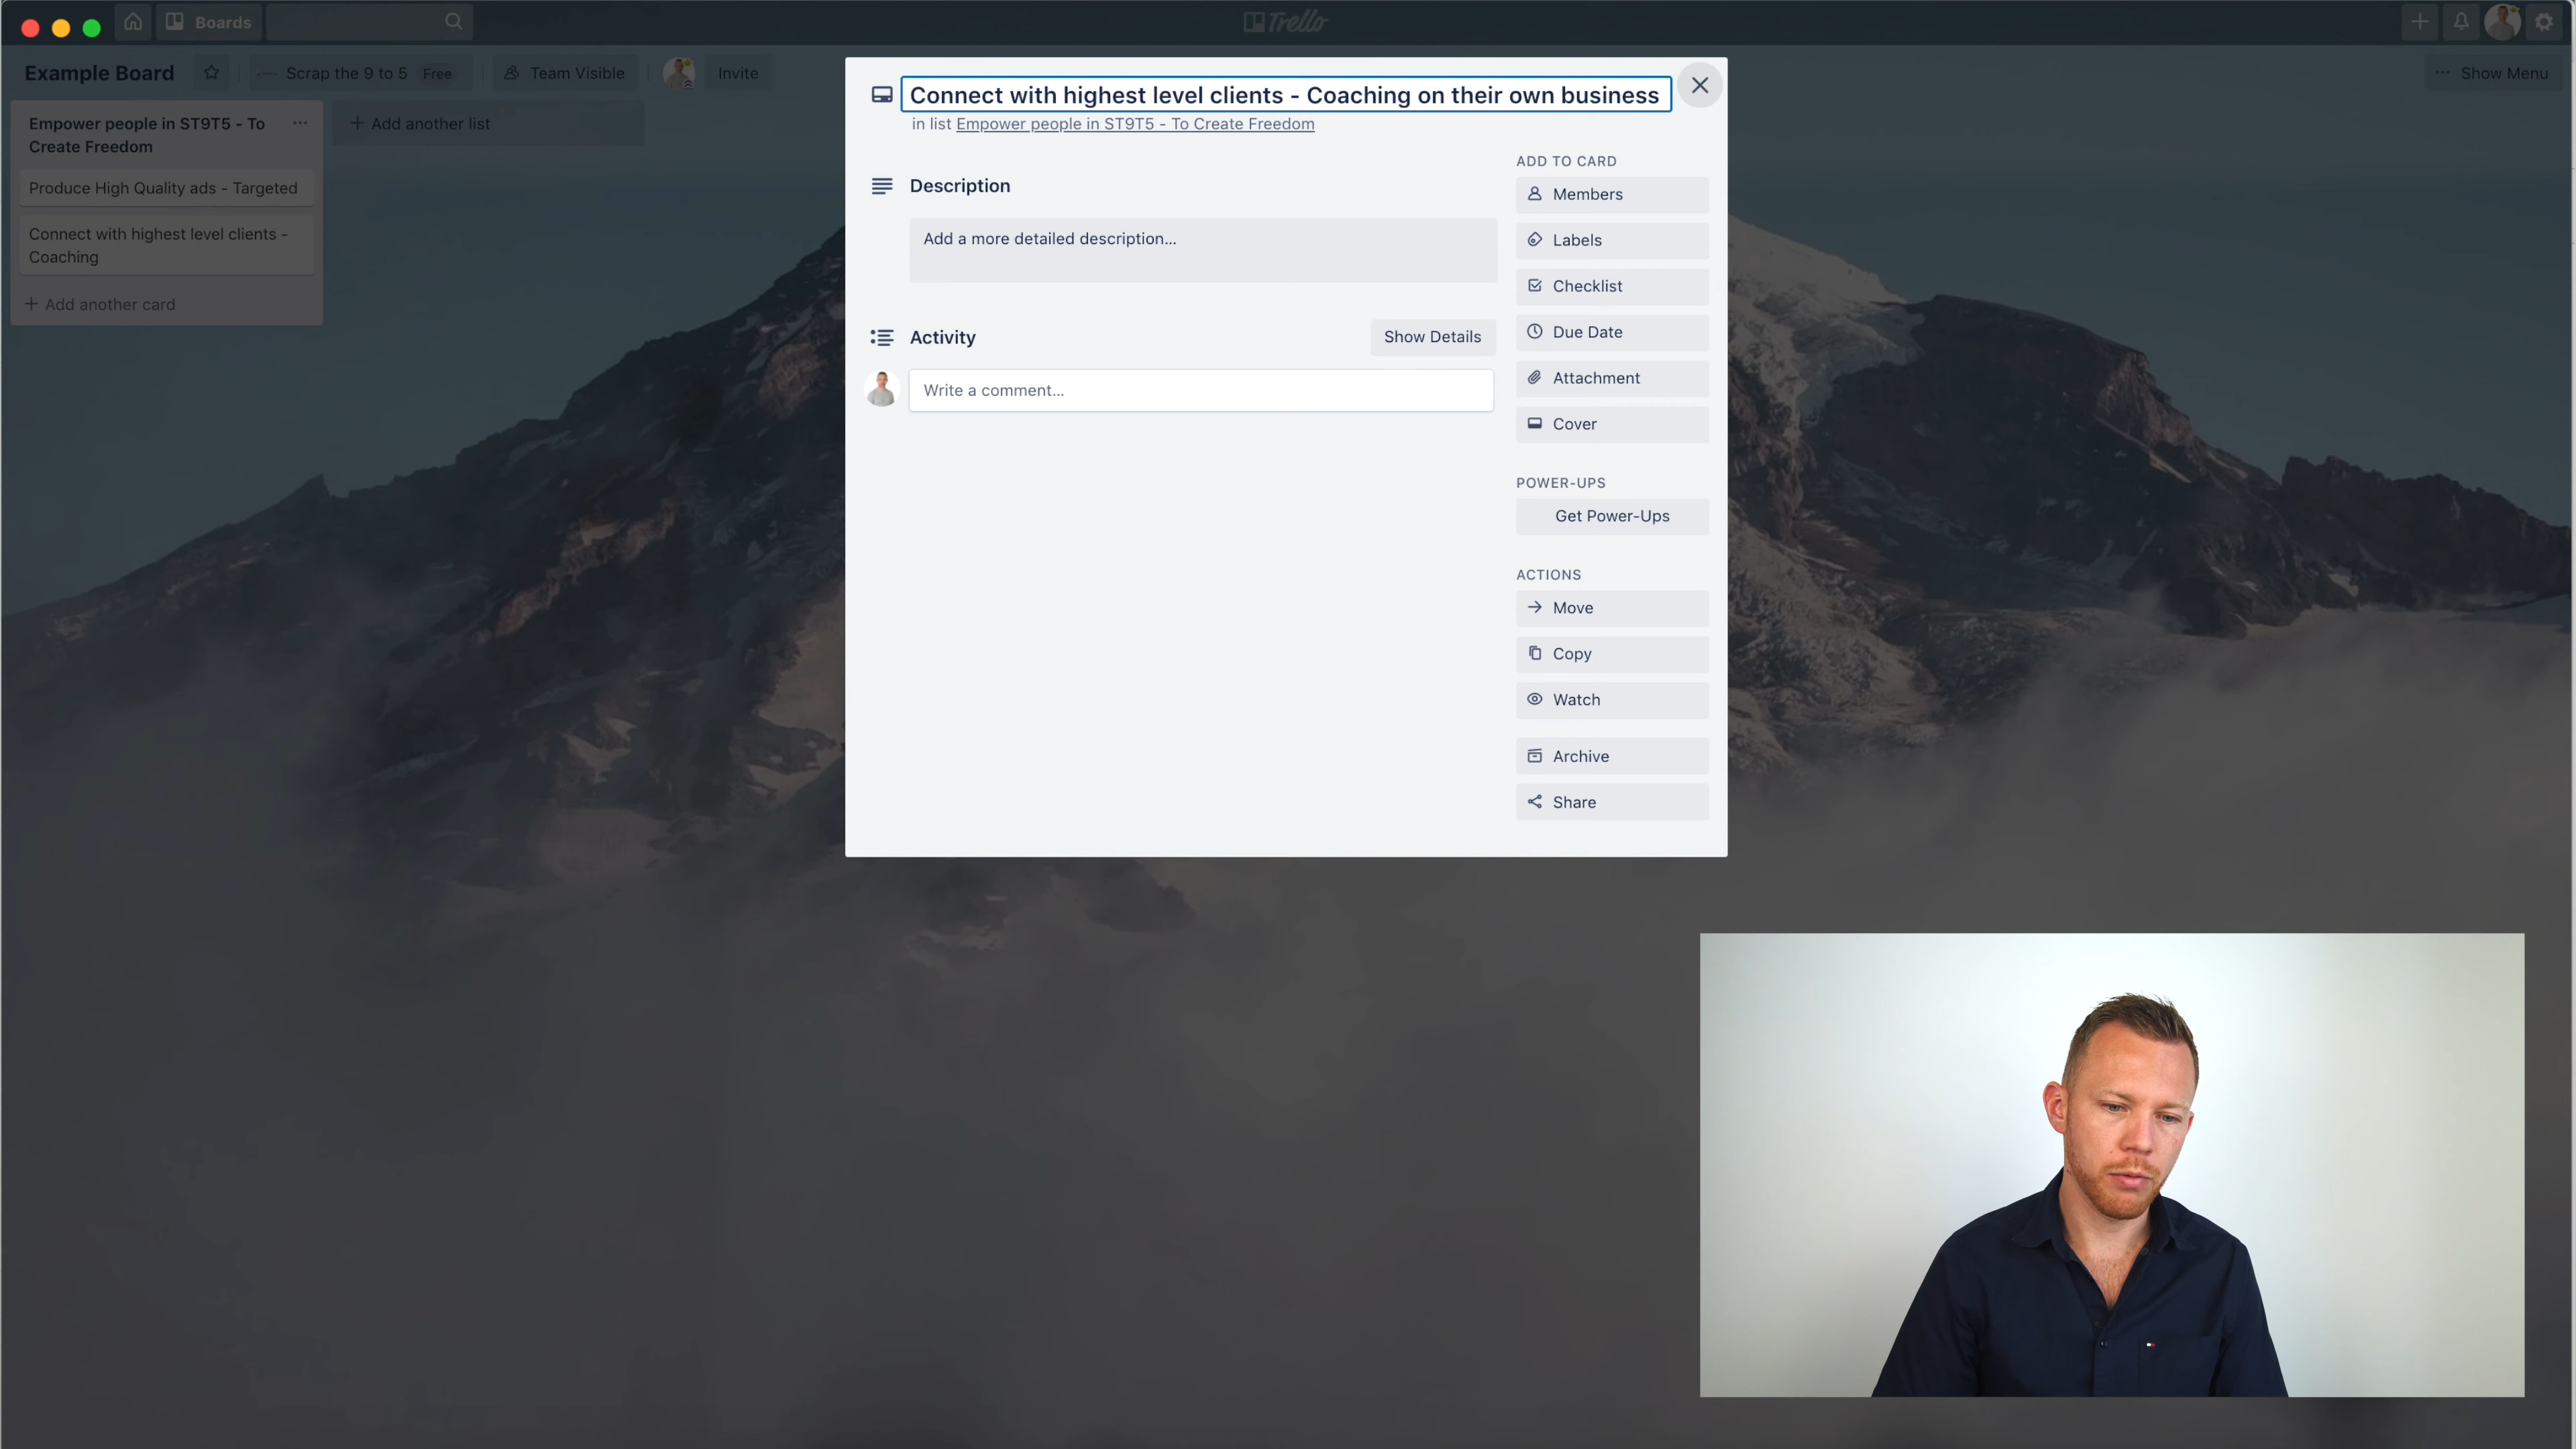 Boards
Trello
Example Board
Scrap the 9 to 5 Free
Team Visible
Invite
Show Menu
Empower people in ST9T5 - To
Create Freedom
Produce High Quality ads - Targeted
Connect with highest level clients -
Coaching
Add another card
Add another list
Connect with highest level clients - Coaching on their own business
in list Empower people in ST9T5 - To Create Freedom
Description
Add a more detailed description...
Activity
Show Details
Write a comment...
ADD TO CARD
Members
Labels
Checklist
Due Date
Attachment
Cover
POWER-UPS
Get Power-Ups
ACTIONS
Move
Copy
Watch
Archive
Share